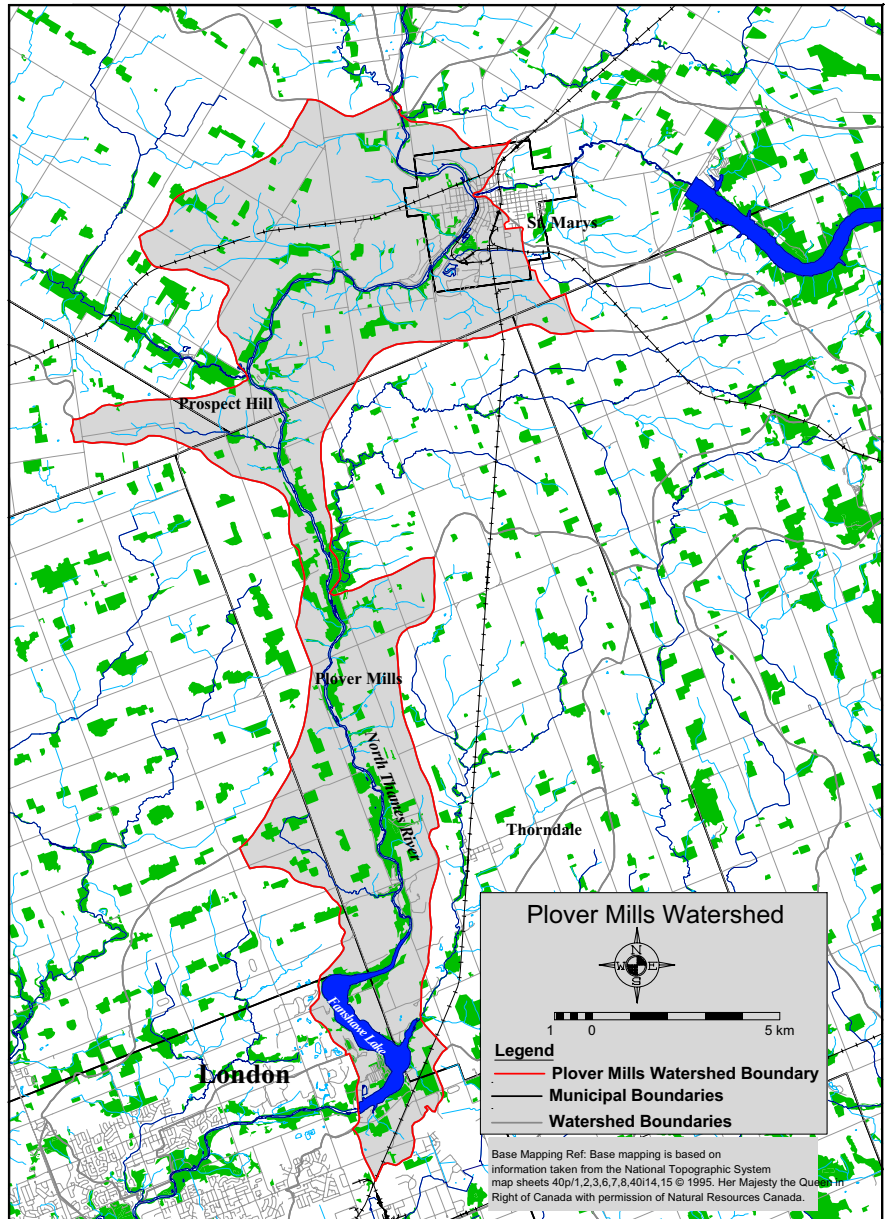 St. Marys
Prospect Hill
Plover Mills
North Thames River
Thorndale
Plover Mills Watershed
N
W E
S
1 0 5 km
Fanshawe Lake
Legend
London
Plover Mills Watershed Boundary
Municipal Boundaries
Watershed Boundaries
Base Mapping Ref: Base mapping is based on
information taken from the National Topographic System
map sheets 40p/1,2,3,6,7,8,40i14,15 © 1995. Her Majesty the Queen in
Right of Canada with permission of Natural Resources Canada.